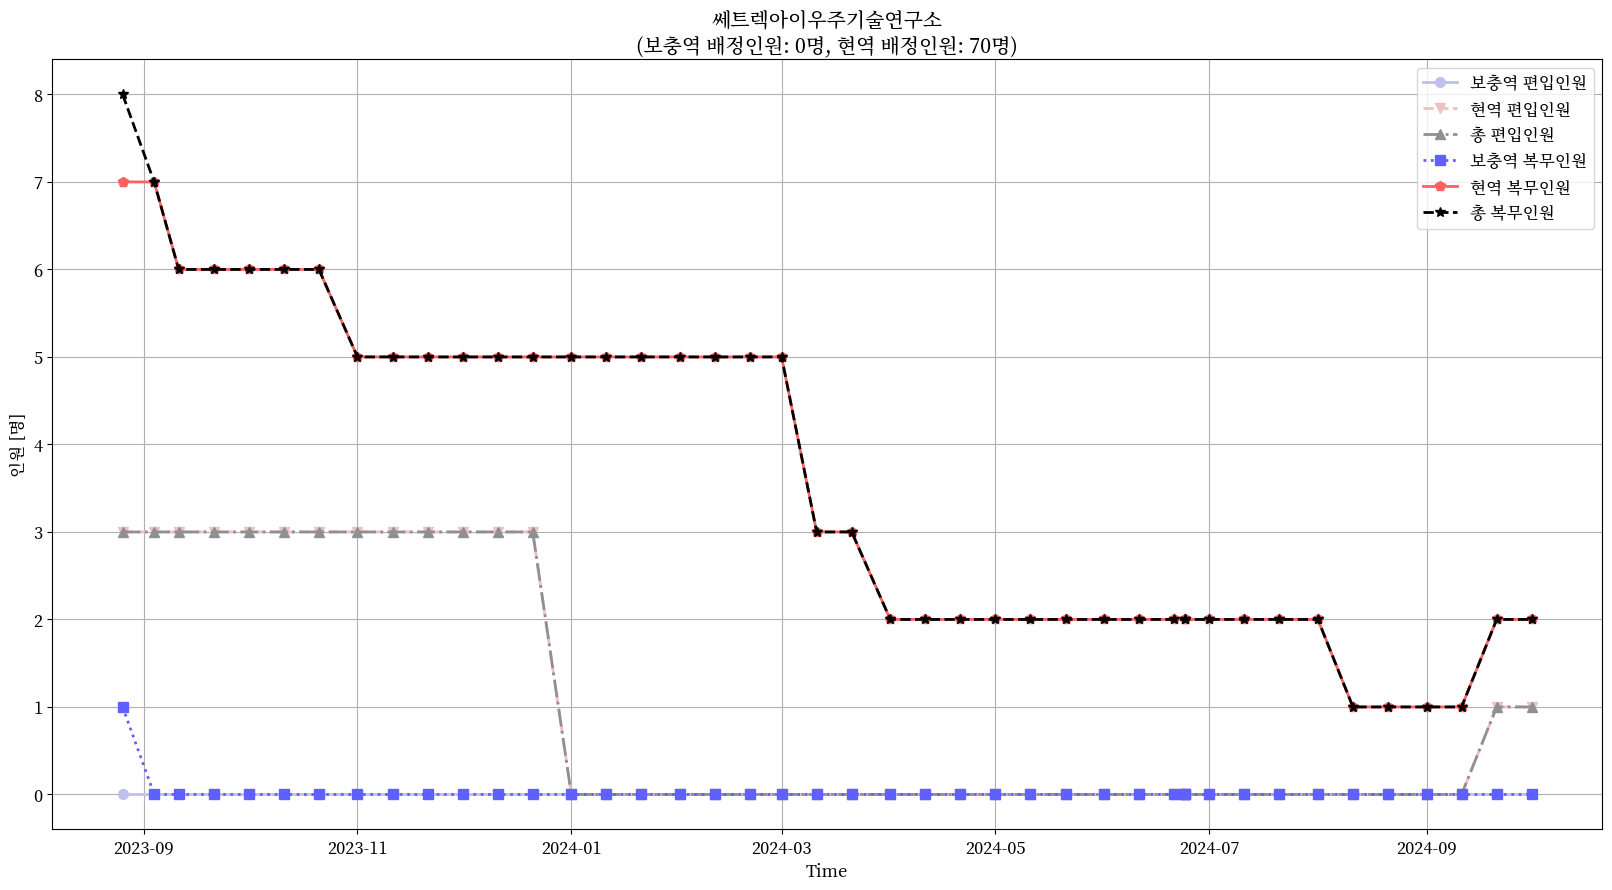 쎄트렉아이우주기술연구소
(보충역 배정인원: 0명, 현역 배정인원: 70명)
보충역 편입인원
현역 편입인원
총 편입인원
보충역 복무인원
현역 복무인원
총 복무인원
인원 [명]
8
7
6
5
4
3
2
1
0
2023-09
2023-11
2024-01
2024-03
2024-05
2024-07
2024-09
Time